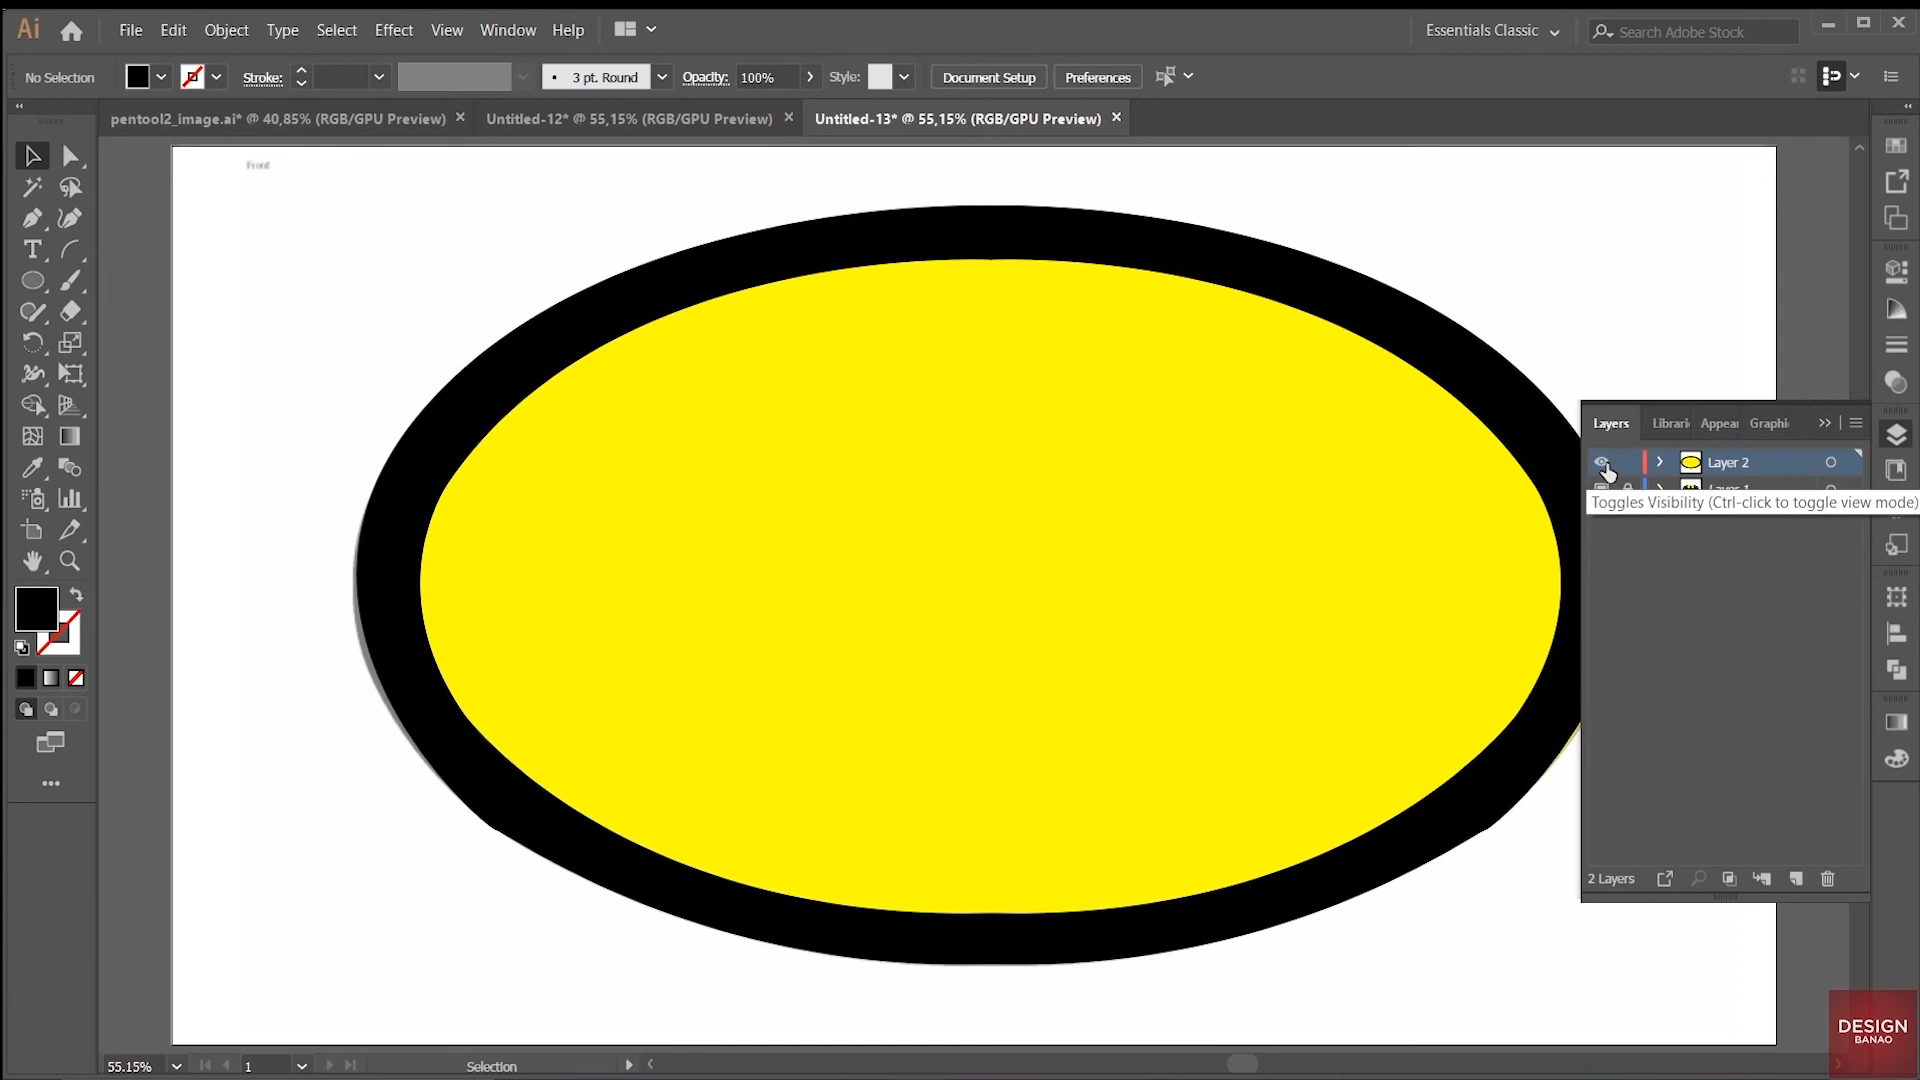 Ai File Edit Object Type Select Effect View Window Help Essentials Classic Search Adobe Stock
No Selection Stroke: 3 pt. Round Opacity: 100% Style: Document Setup Preferences
pentool2_image.ai* @ 40,85% (RGB/GPU Preview) Untitled-12* @ 55,15% (RGB/GPU Preview) Untitled-13* @ 55,15% (RGB/GPU Preview)
Front
Layers Librari Appear Graphi
Layer 2
Layer 1
Toggles Visibility (Ctrl-click to toggle view mode)
2 Layers
DESIGN
BANAO
55.15% 1 Selection